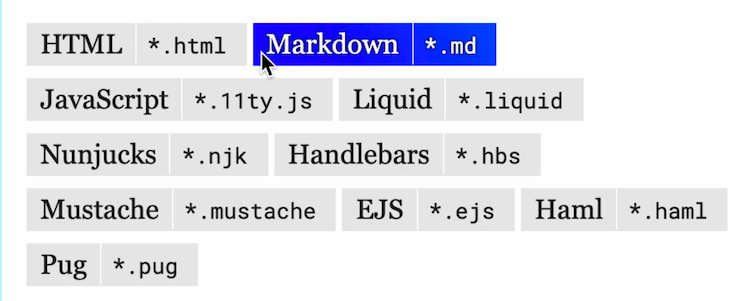 HTML *.html Markdown *.md
JavaScript *.11ty.js Liquid *.liquid
Nunjucks *.njk Handlebars *.hbs
Mustache *.mustache EJS *.ejs Haml *.haml
Pug *.pug